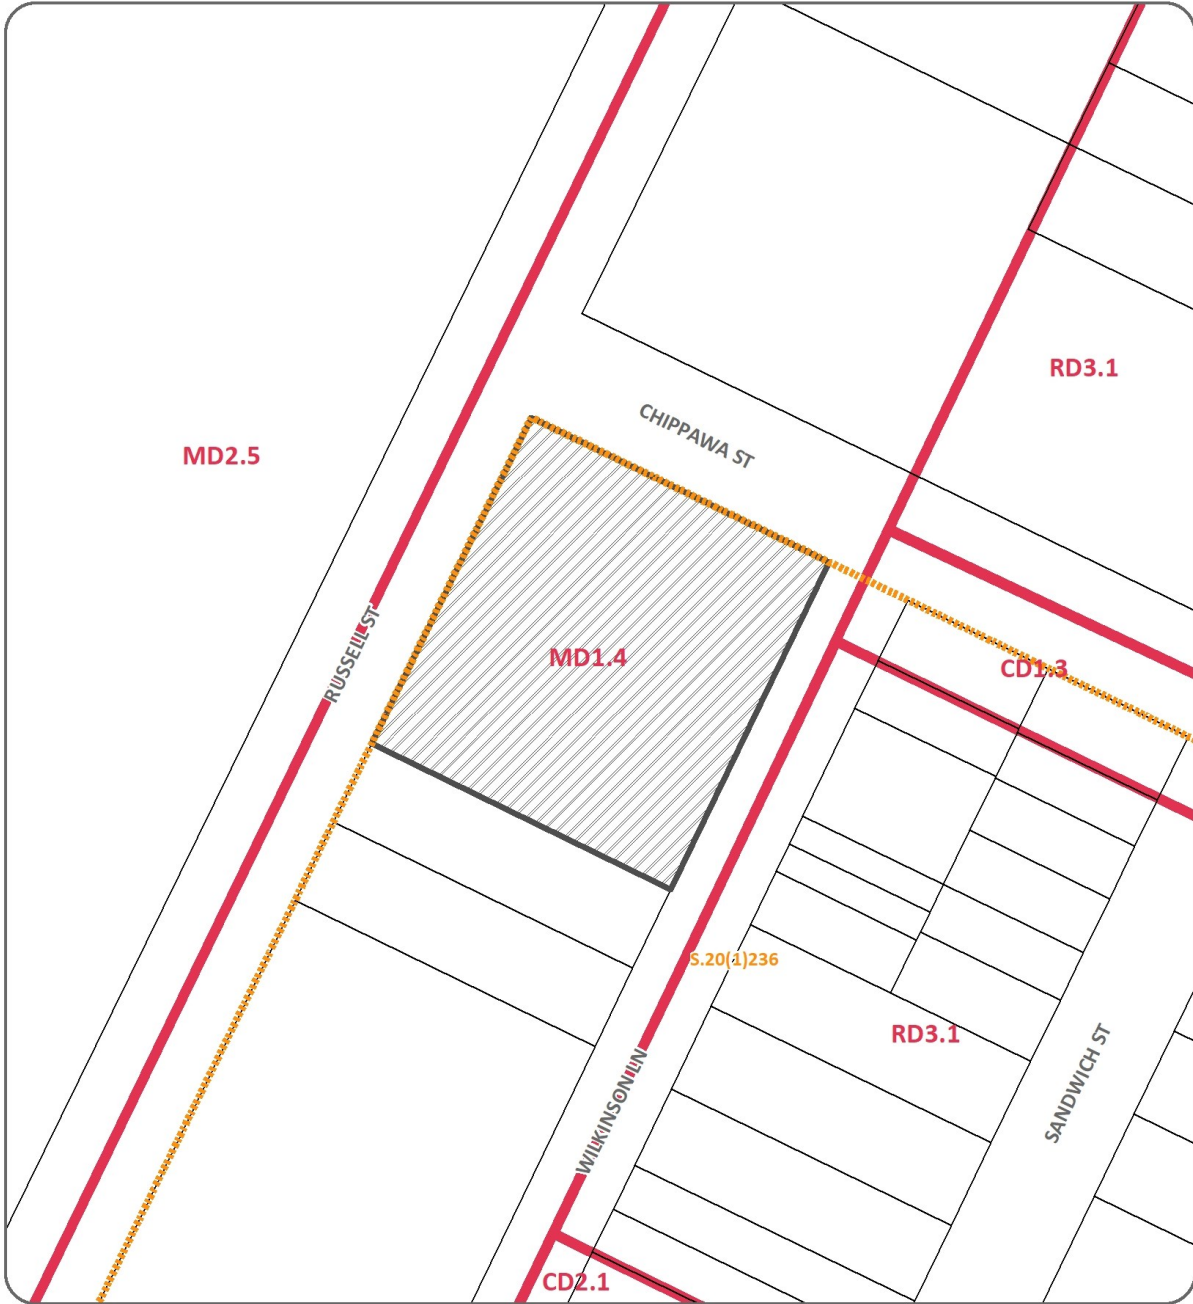 RD3.1
CHIPPAWA ST
MD2.5
RUSSELL ST
MD1.4
CD1.3
S.20(1)236
RD3.1
WILKINSON LN
SANDWICH ST
CD2.1